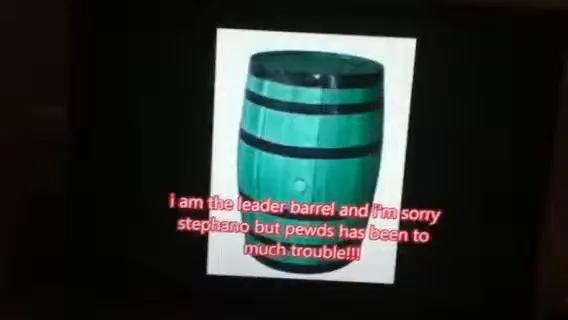 i am the leader barrel and i'm sorry
stephano but pewds has been to
much trouble!!!